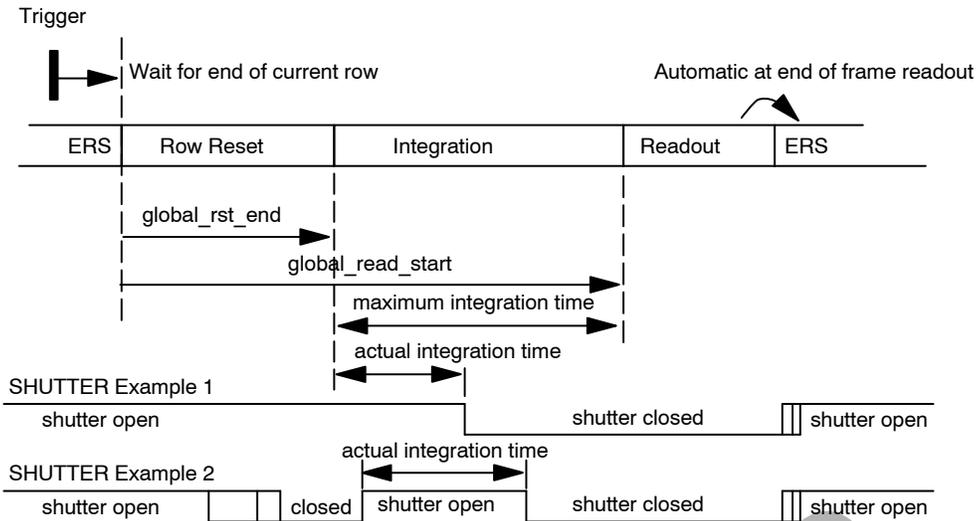 Trigger
Wait for end of current row
Automatic at end of frame readout
ERS Row Reset Integration Readout ERS
global_rst_end
global_read_start
maximum integration time
actual integration time
SHUTTER Example 1
shutter open shutter closed shutter open
actual integration time
SHUTTER Example 2
shutter open closed shutter open shutter closed shutter open